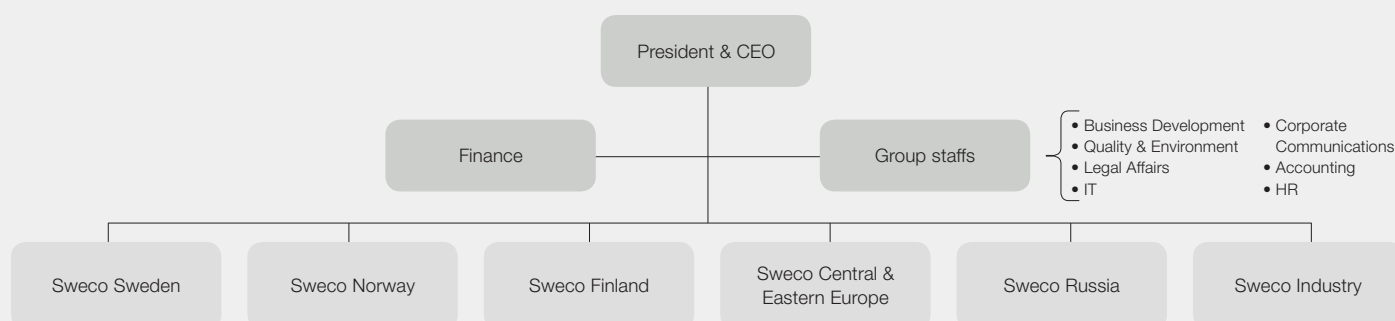 President & CEO
Finance
Group staffs
• Business Development
• Quality & Environment
• Legal Affairs
• IT
• Corporate
Communications
• Accounting
• HR
Sweco Sweden
Sweco Norway
Sweco Finland
Sweco Central &
Eastern Europe
Sweco Russia
Sweco Industry